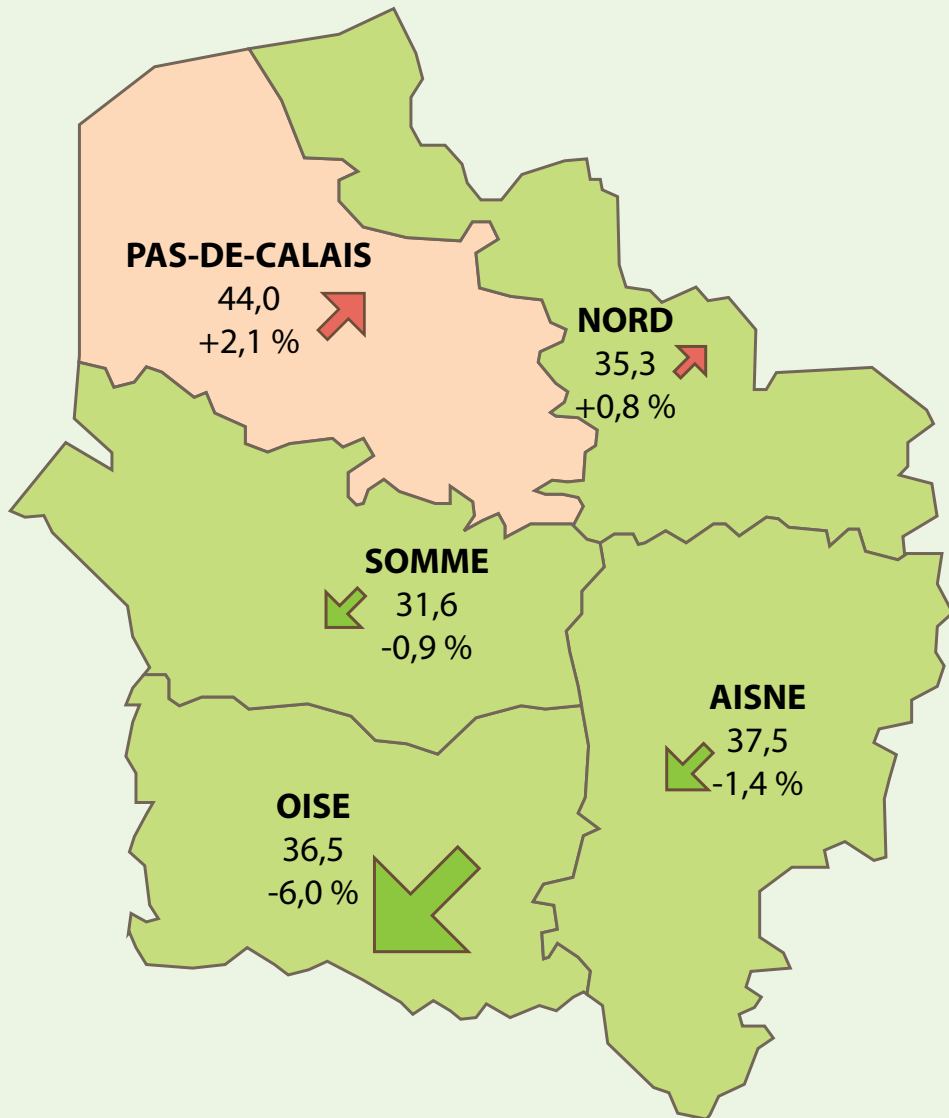 PAS-DE-CALAIS
44,0
+2,1 %
NORD
35,3
+0,8 %
SOMME
31,6
-0,9 %
AISNE
37,5
-1,4 %
OISE
36,5
-6,0 %